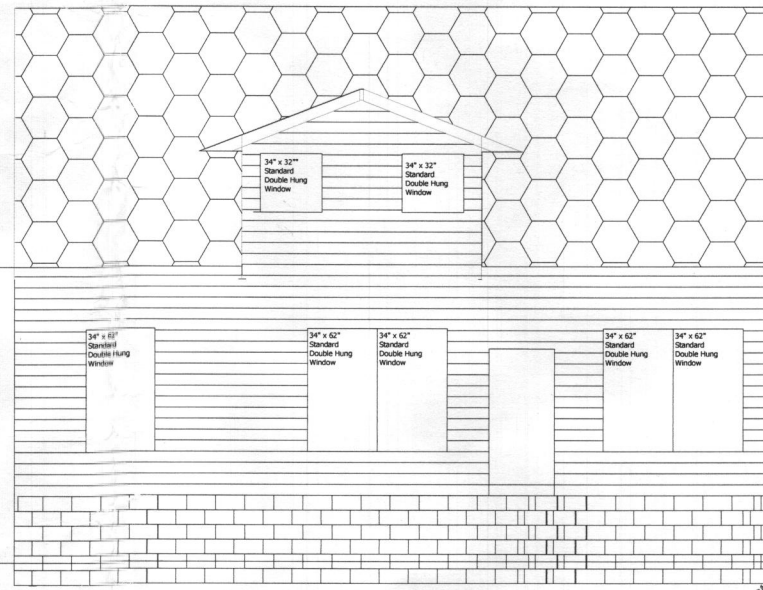 34" x 32""
Standard
Double Hung
Window
34" x 32"
Standard
Double Hung
Window
34" x 62"
Standard
Double Hung
Window
34" x 62"
Standard
Double Hung
Window
34" x 62"
Standard
Double Hung
Window
34" x 62"
Standard
Double Hung
Window
34" x 62"
Standard
Double Hung
Window